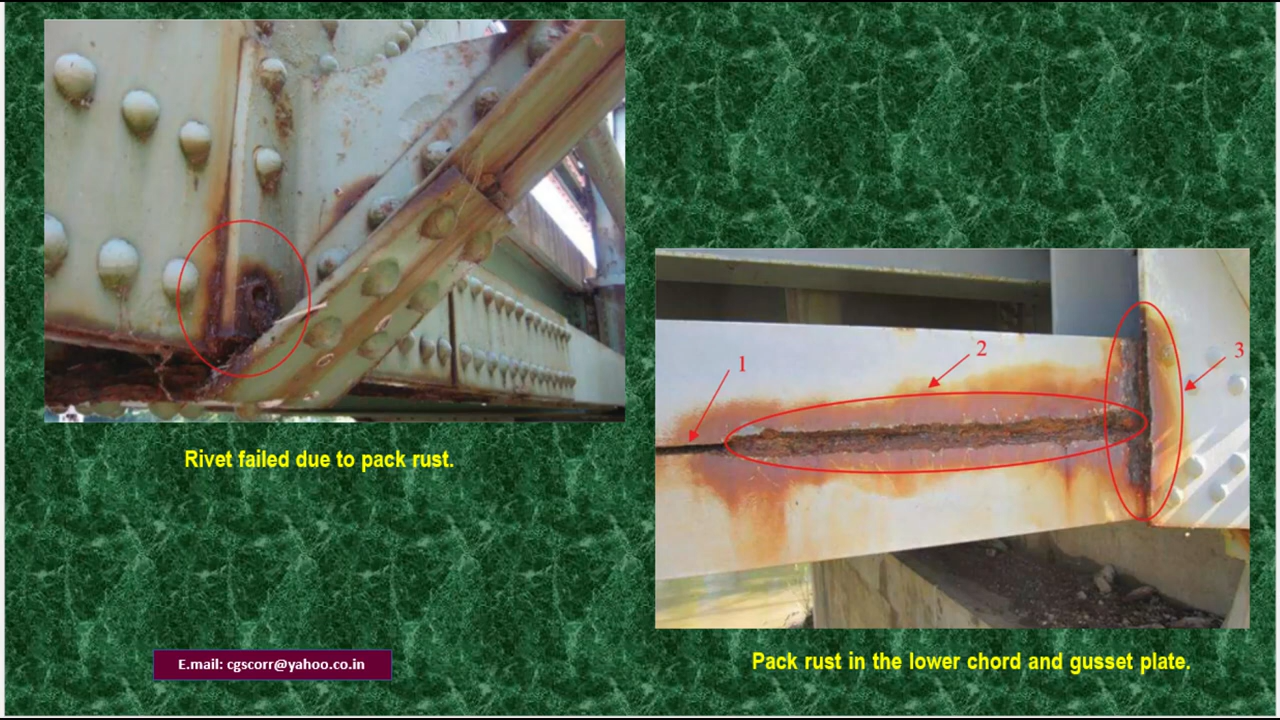 Rivet failed due to pack rust.
1
2
3
Pack rust in the lower chord and gusset plate.
E.mail: cgscorr@yahoo.co.in